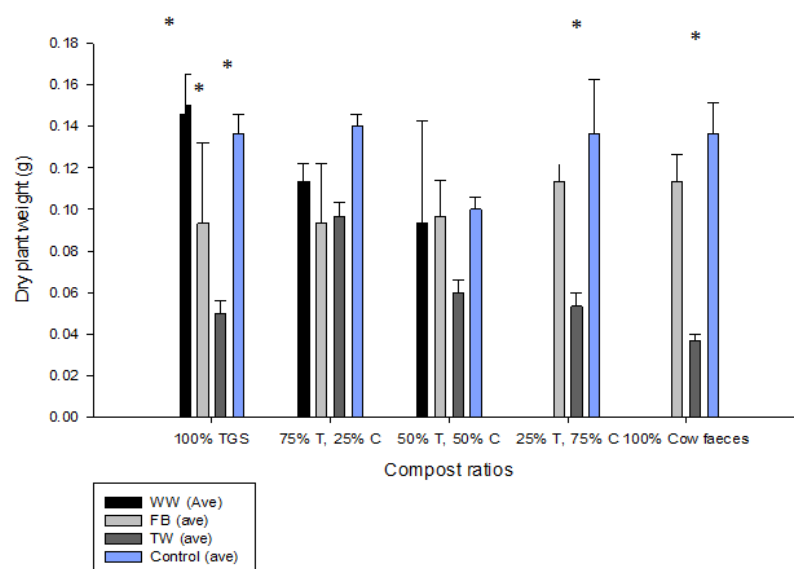 *
*
*
*
*
0.18
0.16
0.14
0.12
0.10
0.08
0.06
0.04
0.02
0.00
Dry plant weight (g)
100% TGS
75% T, 25% C
50% T, 50% C
25% T, 75% C
100% Cow faeces
Compost ratios
WW (Ave)
FB (ave)
TW (ave)
Control (ave)